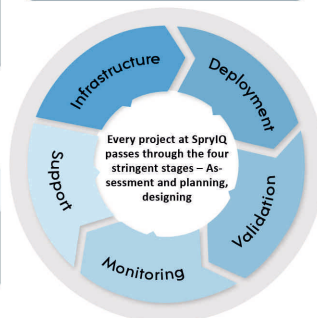 Infrastructure
Deployment
Validation
Monitoring
Support
Every project at SpryIQ
passes through the four
stringent stages – As-
sessment and planning,
designing